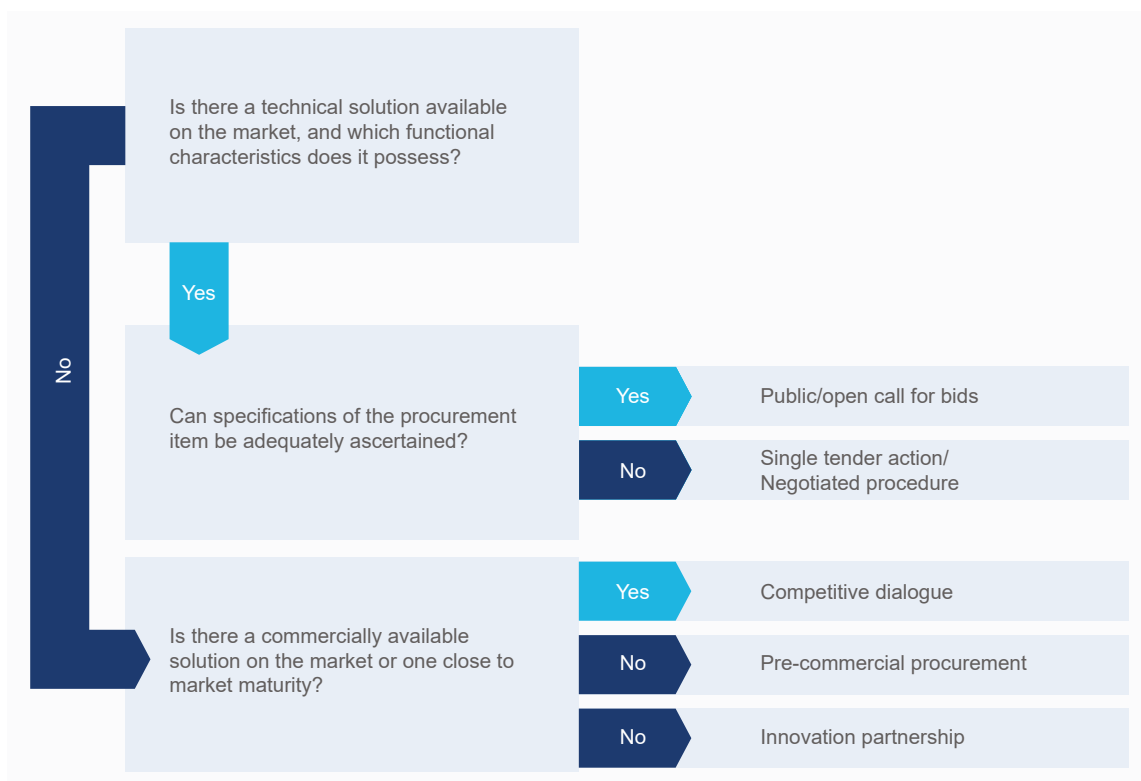 Is there a technical solution available
on the market, and which functional
characteristics does it possess?
Yes
No
Can specifications of the procurement
item be adequately ascertained?
Yes
Public/open call for bids
No
Single tender action/
Negotiated procedure
Is there a commercially available
solution on the market or one close to
market maturity?
Yes
Competitive dialogue
No
Pre-commercial procurement
No
Innovation partnership